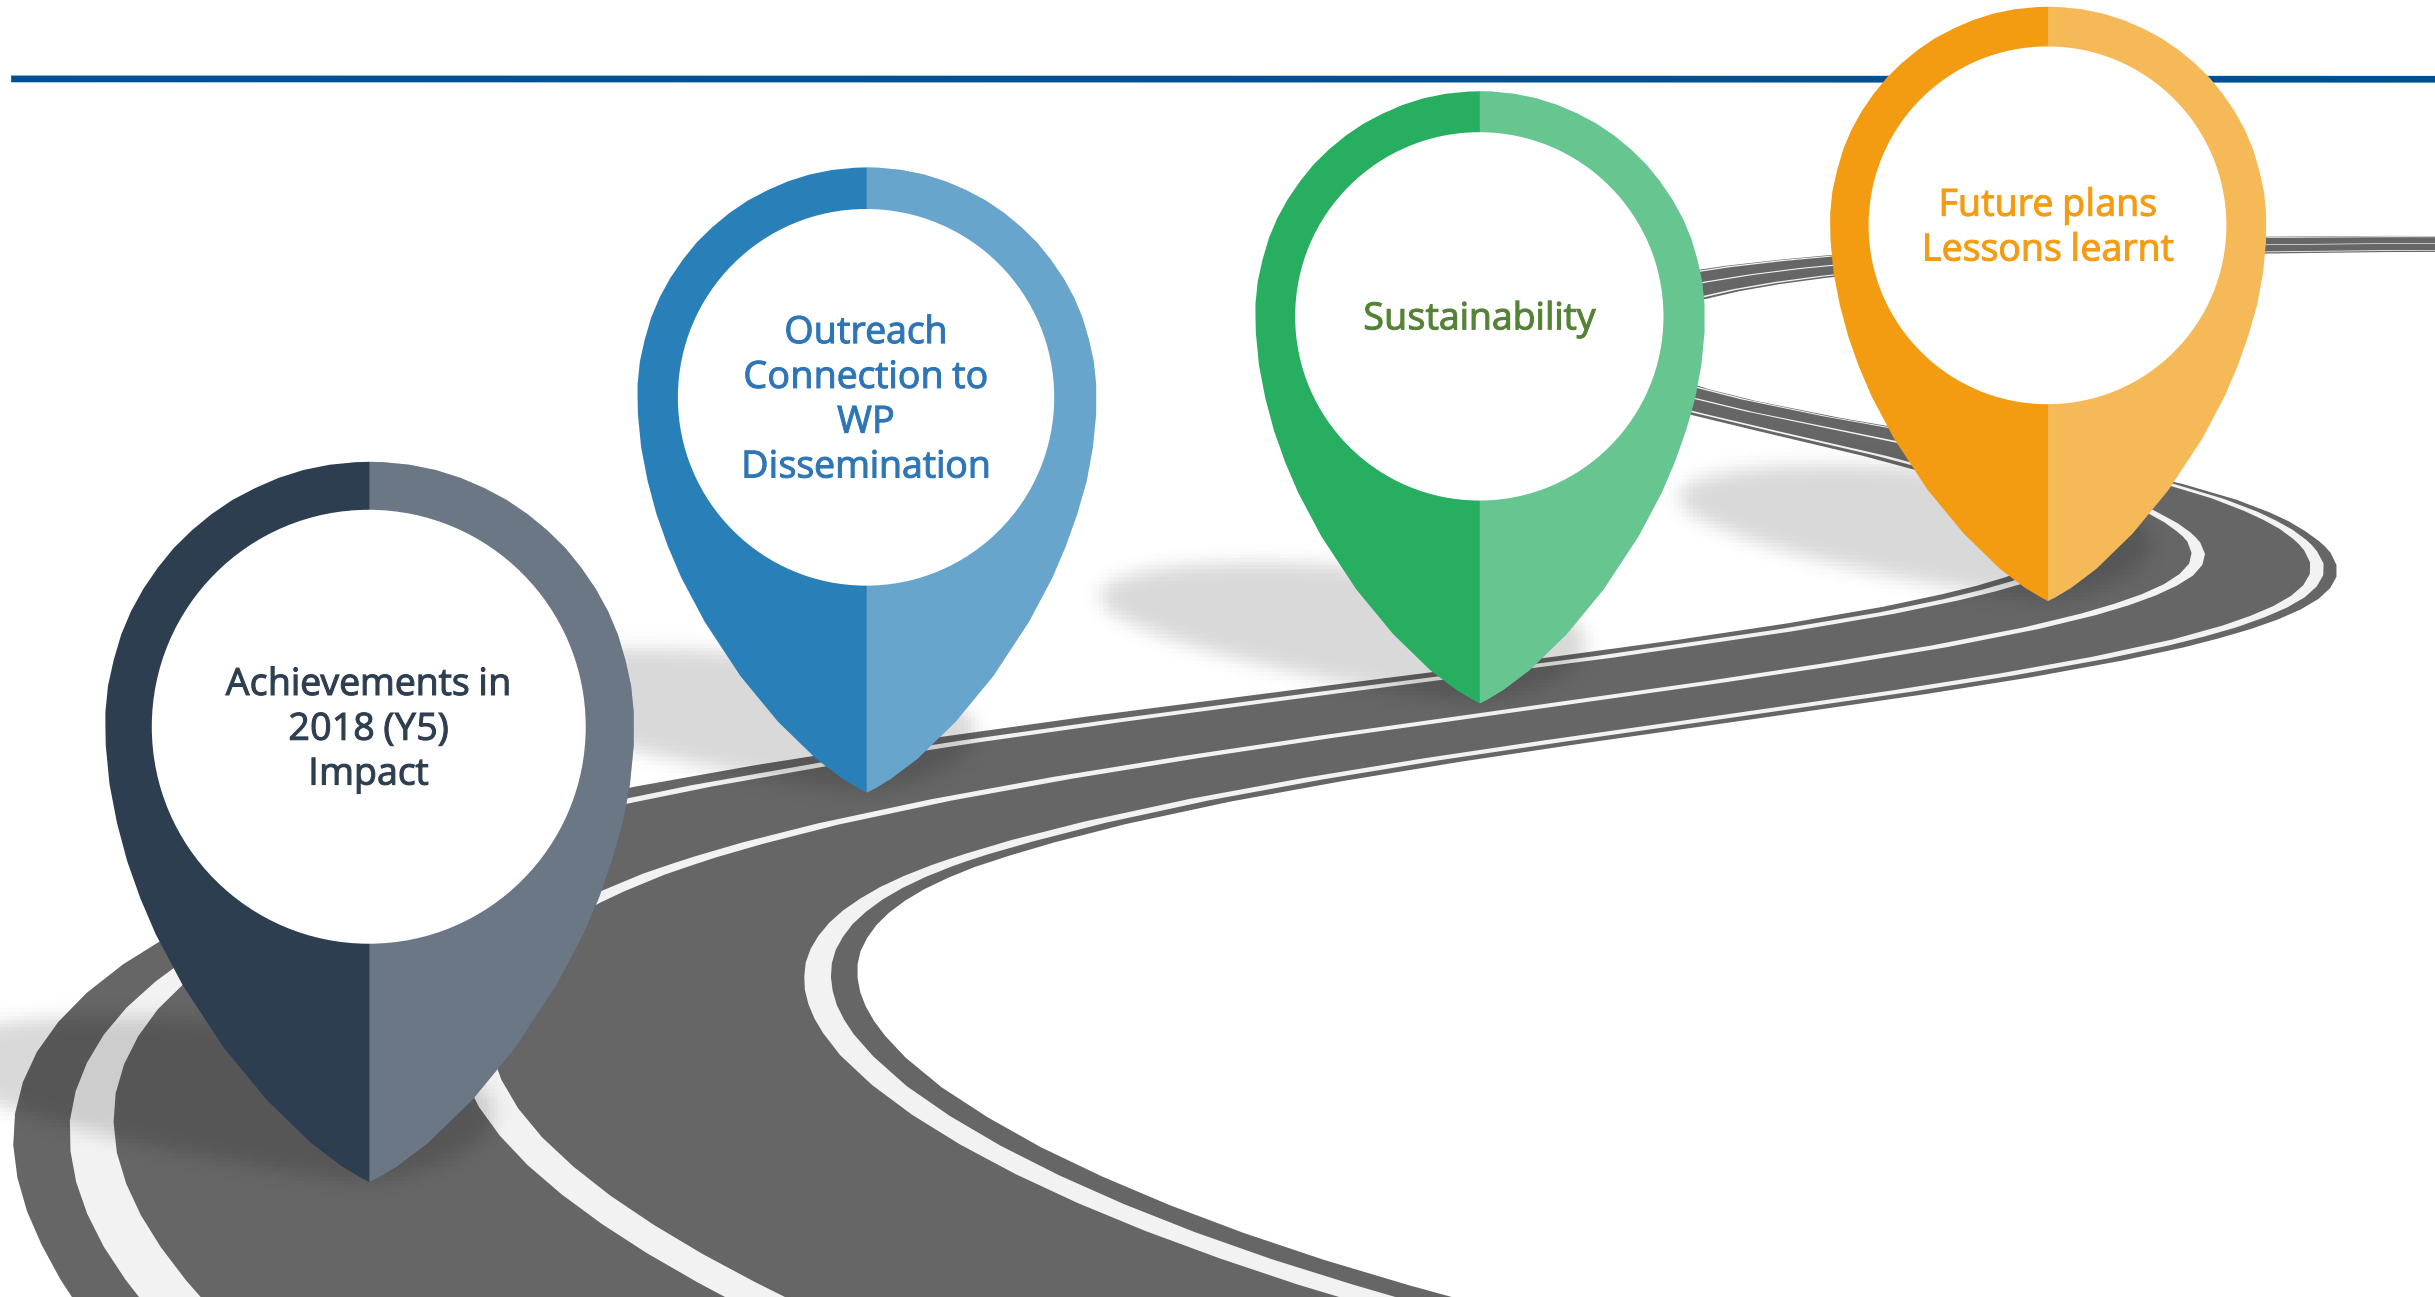 Achievements in
2018 (Y5)
Impact
Outreach
Connection to
WP
Dissemination
Sustainability
Future plans
Lessons learnt